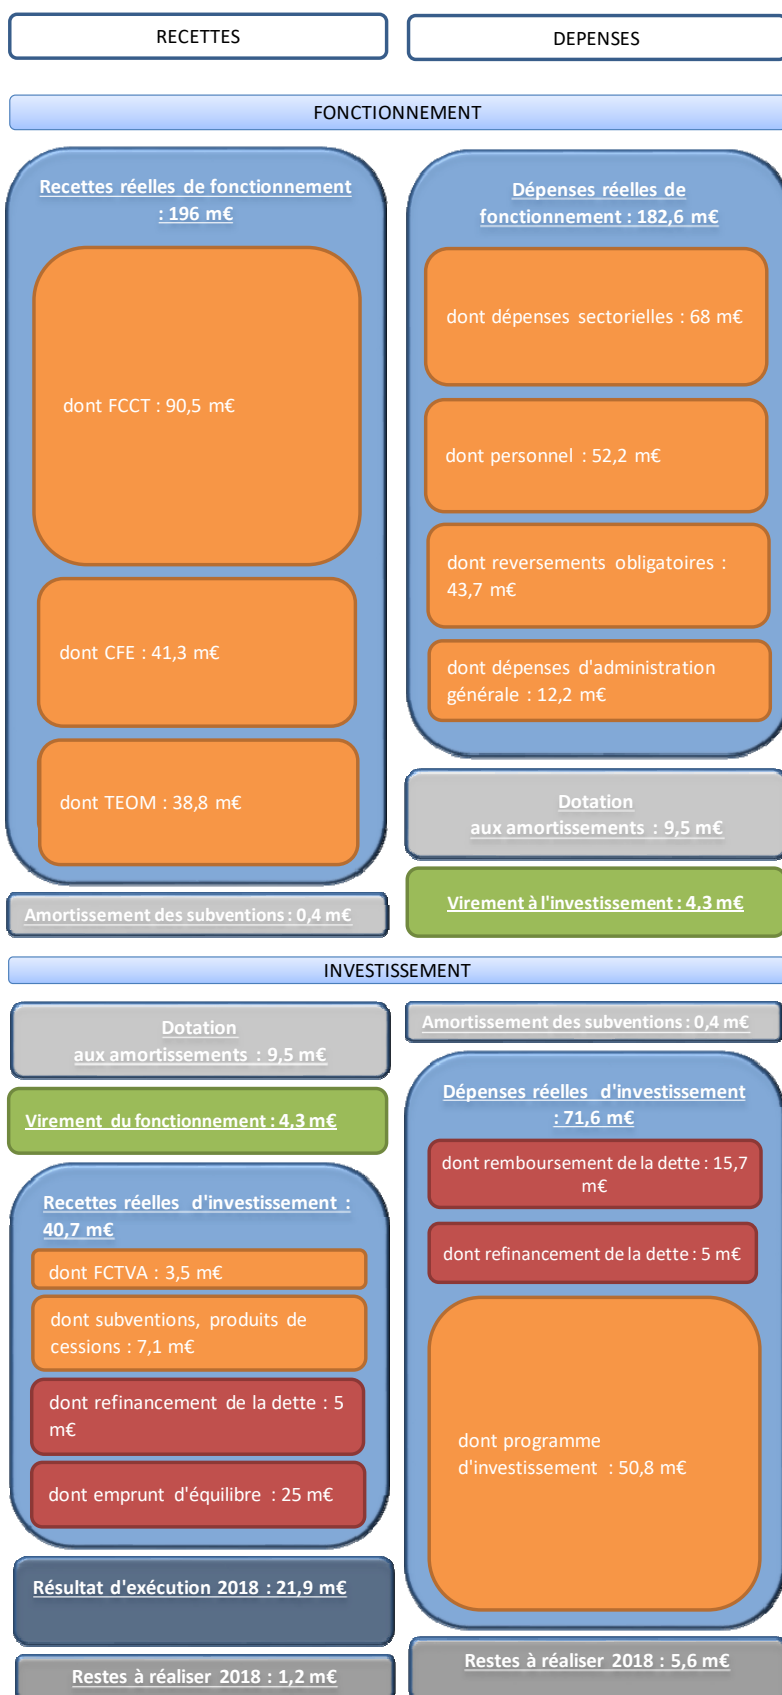 RECETTES
DEPENSES
FONCTIONNEMENT
Recettes réelles de fonctionnement
: 196 m€
dont FCCT : 90,5 m€
dont CFE : 41,3 m€
dont TEOM : 38,8 m€
Amortissement des subventions : 0,4 m€
Dépenses réelles de
fonctionnement : 182,6 m€
dont dépenses sectorielles : 68 m€
dont personnel : 52,2 m€
dont reversements obligatoires :
43,7 m€
dont dépenses d'administration
générale : 12,2 m€
Dotation
aux amortissements : 9,5 m€
Virement à l'investissement : 4,3 m€
INVESTISSEMENT
Dotation
aux amortissements : 9,5 m€
Virement du fonctionnement : 4,3 m€
Recettes réelles d'investissement :
40,7 m€
dont FCTVA : 3,5 m€
dont subventions, produits de
cessions : 7,1 m€
dont refinancement de la dette : 5
m€
dont emprunt d'équilibre : 25 m€
Résultat d'exécution 2018 : 21,9 m€
Restes à réaliser 2018 : 1,2 m€
Amortissement des subventions : 0,4 m€
Dépenses réelles d'investissement
: 71,6 m€
dont remboursement de la dette : 15,7
m€
dont refinancement de la dette : 5 m€
dont programme
d'investissement : 50,8 m€
Restes à réaliser 2018 : 5,6 m€